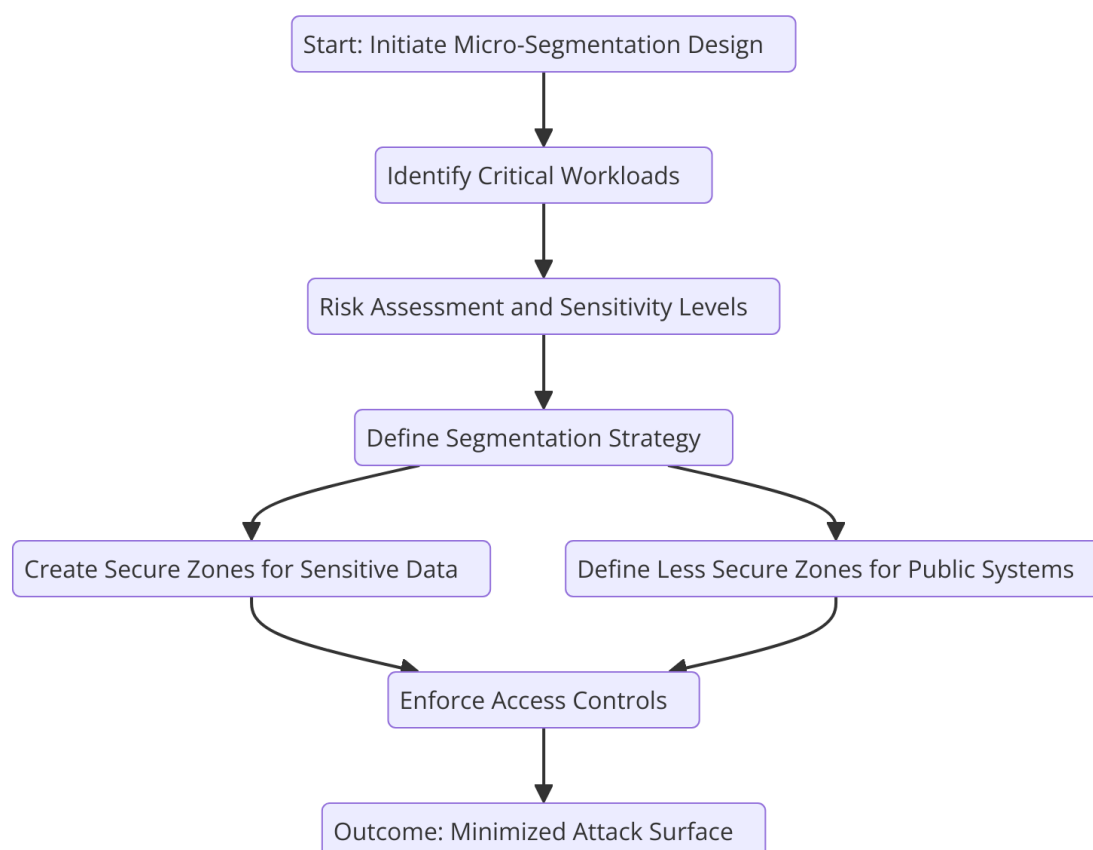 Start: Initiate Micro-Segmentation Design
Identify Critical Workloads
Risk Assessment and Sensitivity Levels
Define Segmentation Strategy
Create Secure Zones for Sensitive Data
Define Less Secure Zones for Public Systems
Enforce Access Controls
Outcome: Minimized Attack Surface